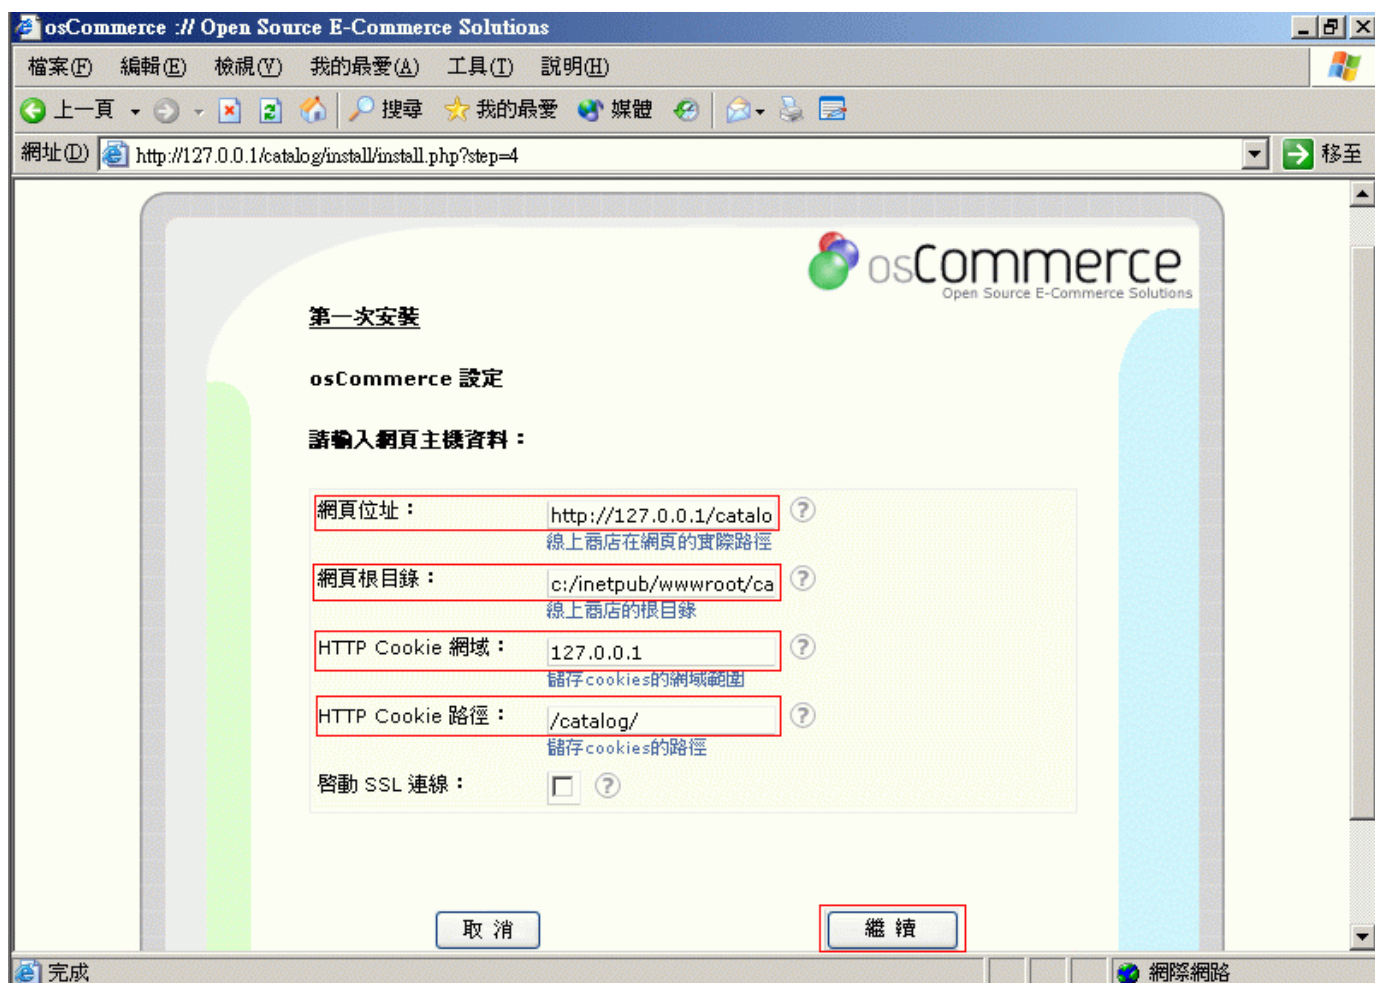 osCommerce :// Open Source E-Commerce Solutions
檔案(F) 編輯(E) 檢視(V) 我的最愛(A) 工具(T) 說明(H)
上一頁 搜尋 我的最愛 媒體
網址(D) http://127.0.0.1/catalog/install/install.php?step=4 移至
osCommerce
Open Source E-Commerce Solutions
第一次安裝
osCommerce 設定
請輸入網頁主機資料：
網頁位址： http://127.0.0.1/catalo ?
線上商店在網頁的實際路徑
網頁根目錄： c:/inetpub/wwwroot/ca ?
線上商店的根目錄
HTTP Cookie 網域： 127.0.0.1 ?
儲存cookies的網域範圍
HTTP Cookie 路徑： /catalog/ ?
儲存cookies的路徑
啓動 SSL 連線： ?
取 消 繼 續
完成 網際網路